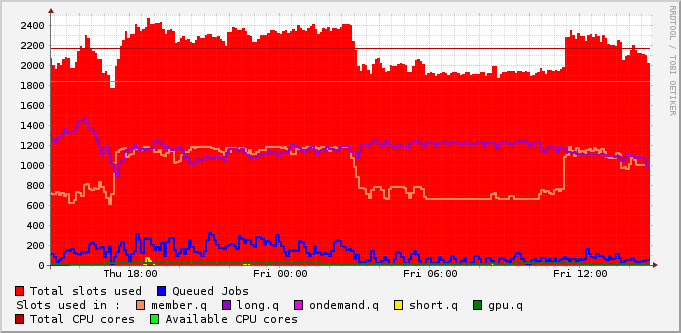 RRDTOOL / TOBI OETIKER
2400
2200
2000
1800
1600
1400
1200
1000
800
600
400
200
0
Thu 18:00 Fri 00:00 Fri 06:00 Fri 12:00
Total slots used Queued Jobs
Slots used in : member.q long.q ondemand.q short.q gpu.q
Total CPU cores Available CPU cores